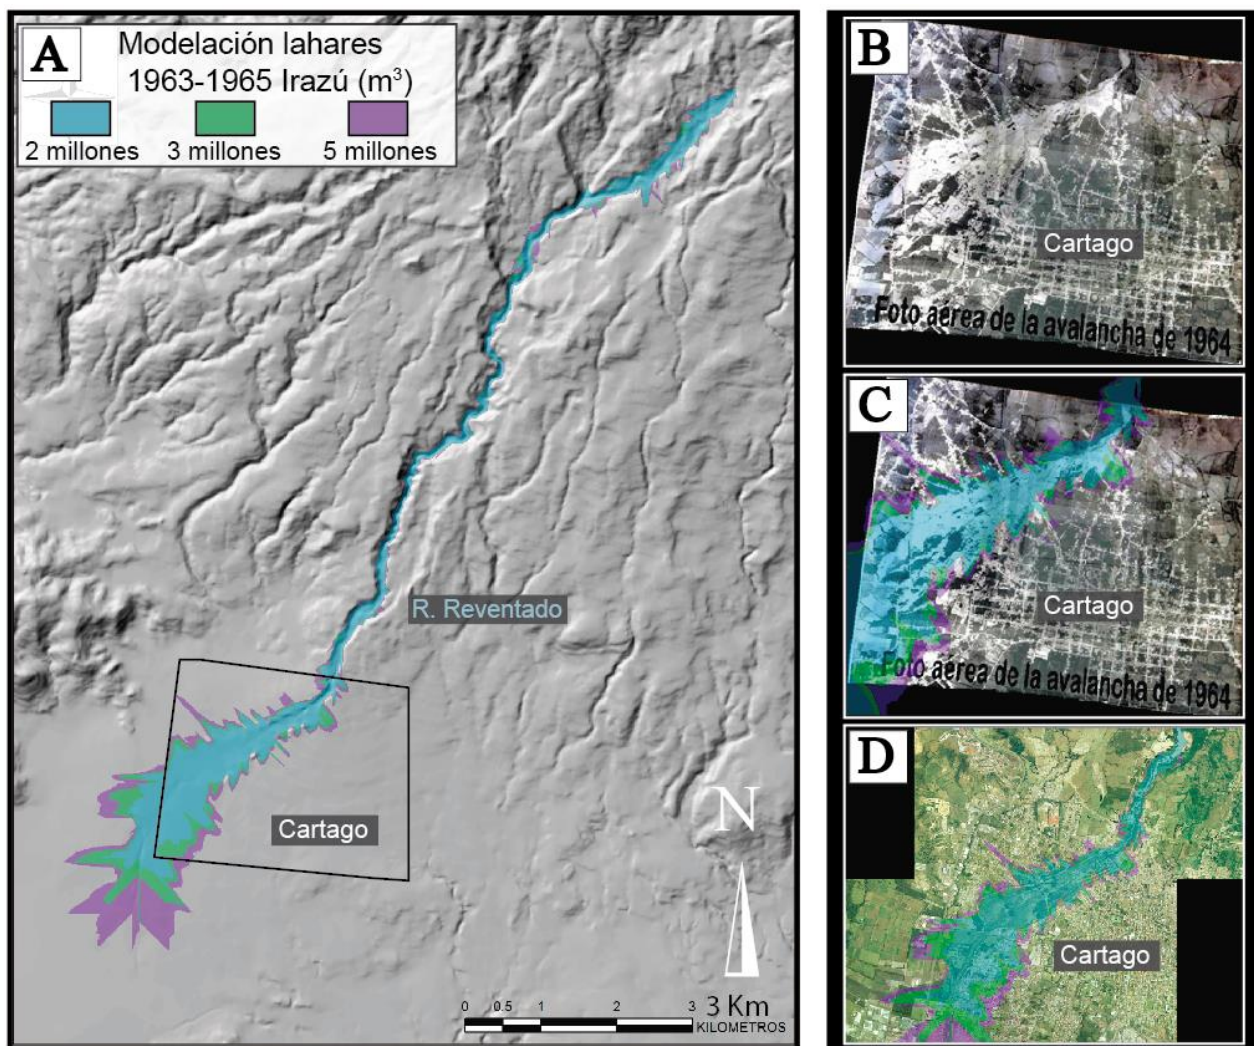 A
Modelación lahares
1963-1965 Irazú (m³)
2 millones
3 millones
5 millones
R. Reventado
Cartago
N
0 0.5 1 2 3
3 Km
KILOMETROS
B
Cartago
Foto aérea de la avalancha de 1964
C
Cartago
Foto aérea de la avalancha de 1964
D
Cartago